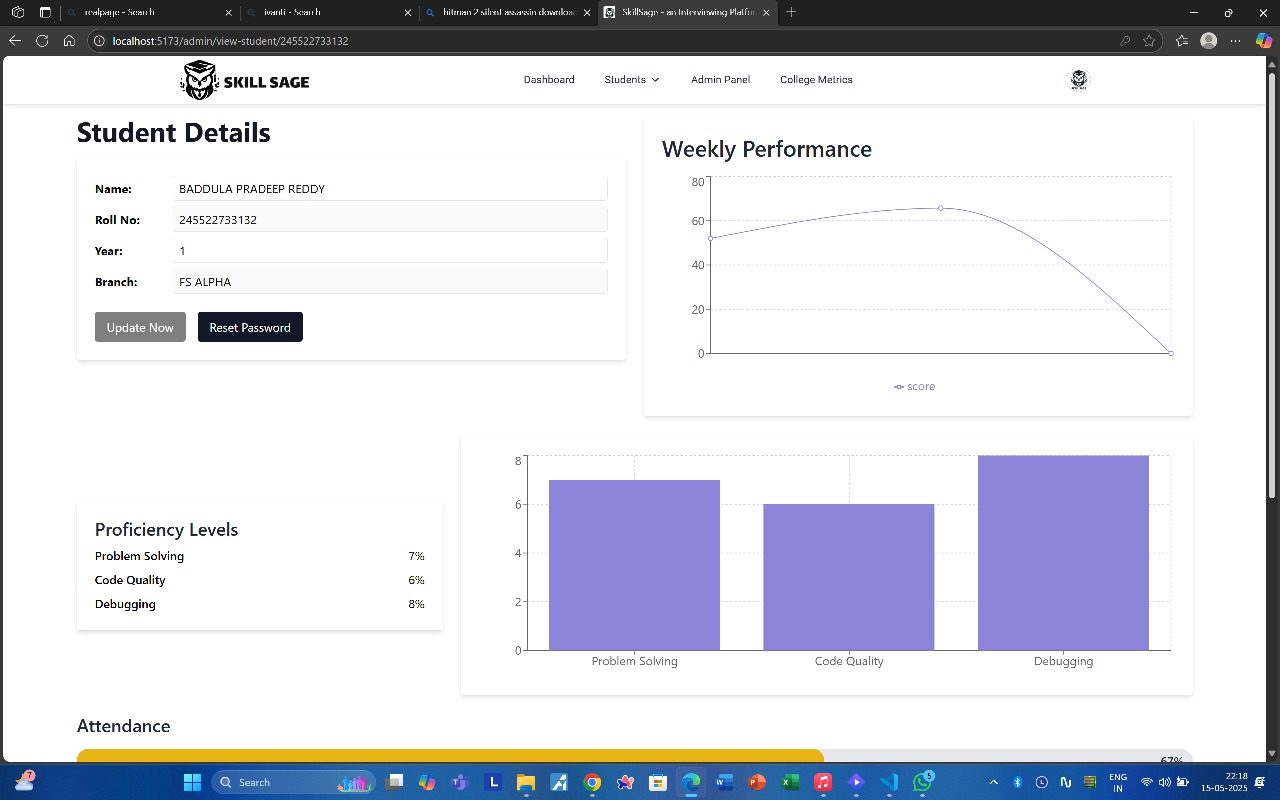 realpage - Search
ivanti - Search
hitman 2 silent assassin downloac
SkillSage - an Interviewing Platfor
localhost:5173/admin/view-student/245522733132
SKILL SAGE
Dashboard
Students
Admin Panel
College Metrics
Student Details
Name:
BADDULA PRADEEP REDDY
Roll No:
245522733132
Year:
1
Branch:
FS ALPHA
Update Now
Reset Password
Weekly Performance
80
60
40
20
0
score
Proficiency Levels
Problem Solving 7%
Code Quality 6%
Debugging 8%
8
6
4
2
0
Problem Solving
Code Quality
Debugging
Attendance
67%
7
Search
5
ENG
IN
22:18
15-05-2025